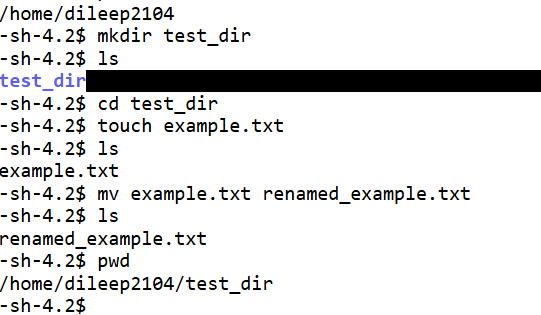 /home/dileep2104
-sh-4.2$ mkdir test_dir
-sh-4.2$ ls
test_dir
-sh-4.2$ cd test_dir
-sh-4.2$ touch example.txt
-sh-4.2$ ls
example.txt
-sh-4.2$ mv example.txt renamed_example.txt
-sh-4.2$ ls
renamed_example.txt
-sh-4.2$ pwd
/home/dileep2104/test_dir
-sh-4.2$